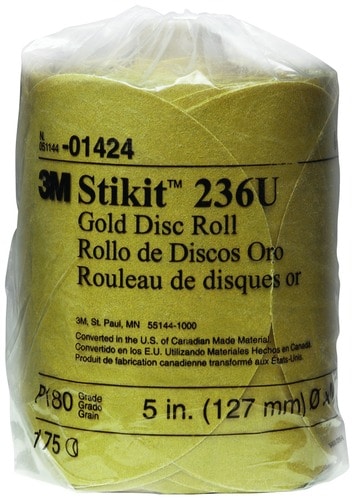 N.
051144 -01424
3M Stikit™ 236U
Gold Disc Roll
Rollo de Discos Oro
Rouleau de disques or
3M, St. Paul, MN 55144-1000
Converted in the U.S. of Canadian Made Material.
Convertido en los E.U. Utilizando Materiales Hechos en Canadá.
Produit de fabrication canadienne transformé aux États-Unis.
P180 Grade
Grado
Grain
5 in. (127 mm) Ø
175